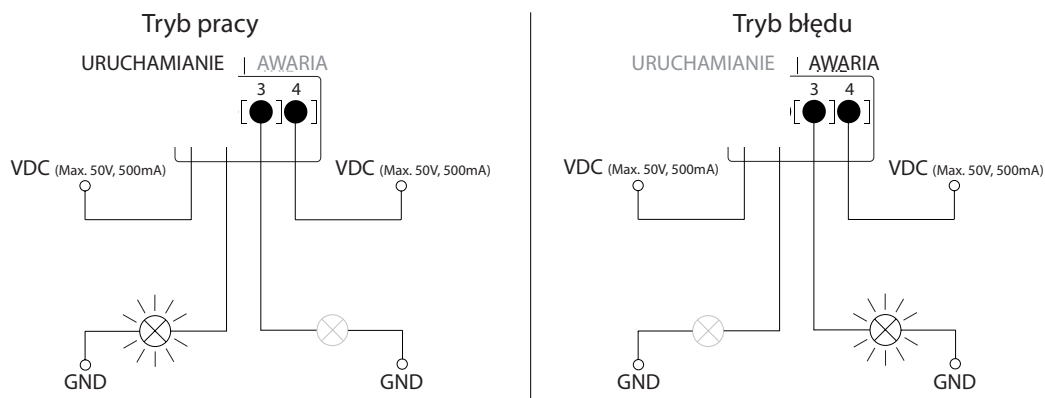 Tryb pracy
URUCHAMIANIE | AWARIA
3 4
VDC (Max. 50V, 500mA)
VDC (Max. 50V, 500mA)
GND
GND
Tryb błędu
URUCHAMIANIE | AWARIA
3 4
VDC (Max. 50V, 500mA)
VDC (Max. 50V, 500mA)
GND
GND